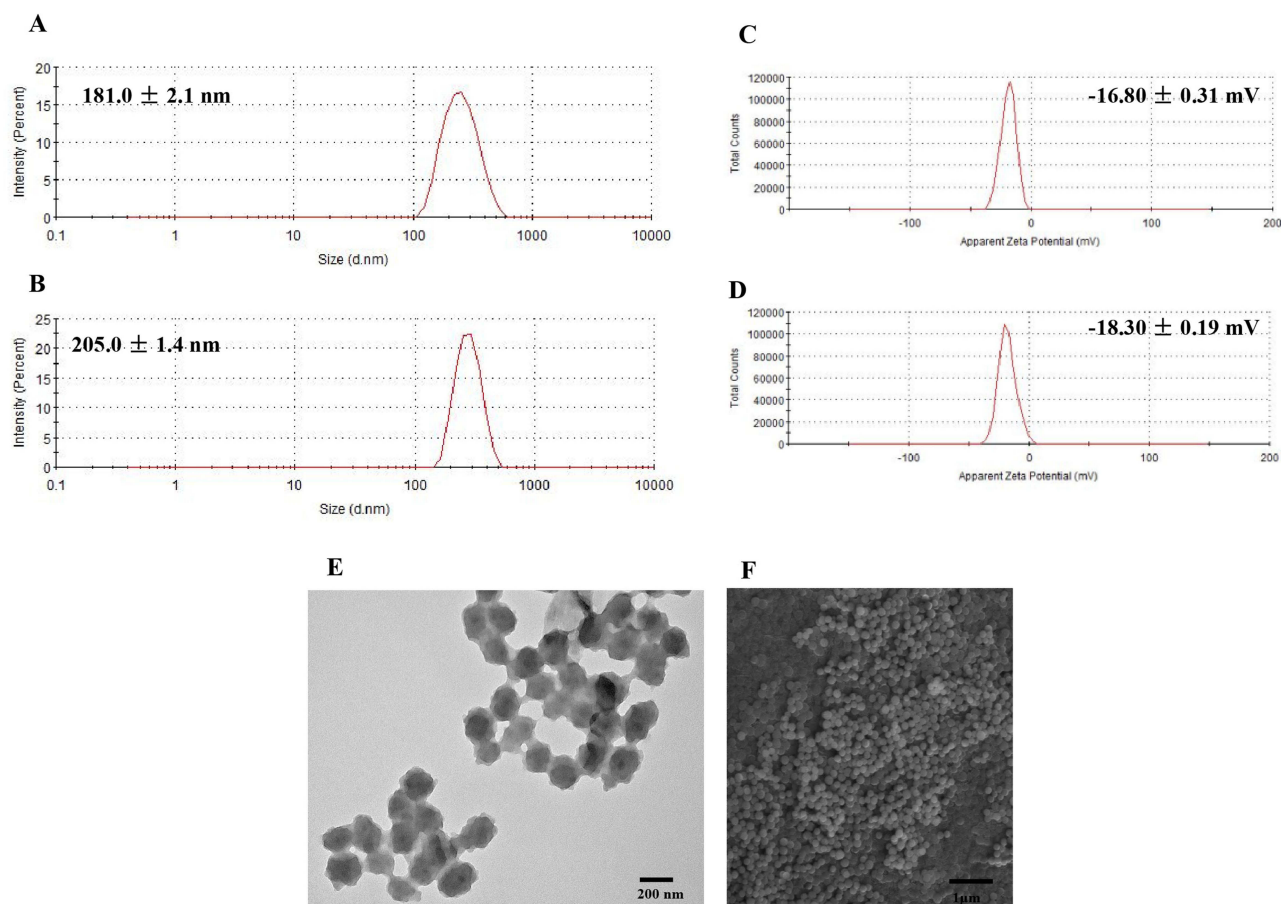 A
181.0 ± 2.1 nm
20
15
10
5
0
Intensity (Percent)
0.1 1 10 100 1000 10000
Size (d.nm)
C
-16.80 ± 0.31 mV
120000
100000
80000
60000
40000
20000
0
Total Counts
-100 0 100 200
Apparent Zeta Potential (mV)
B
205.0 ± 1.4 nm
25
20
15
10
5
0
Intensity (Percent)
0.1 1 10 100 1000 10000
Size (d.nm)
D
-18.30 ± 0.19 mV
120000
100000
80000
60000
40000
20000
0
Total Counts
-100 0 100 200
Apparent Zeta Potential (mV)
E
200 nm
F
1μm